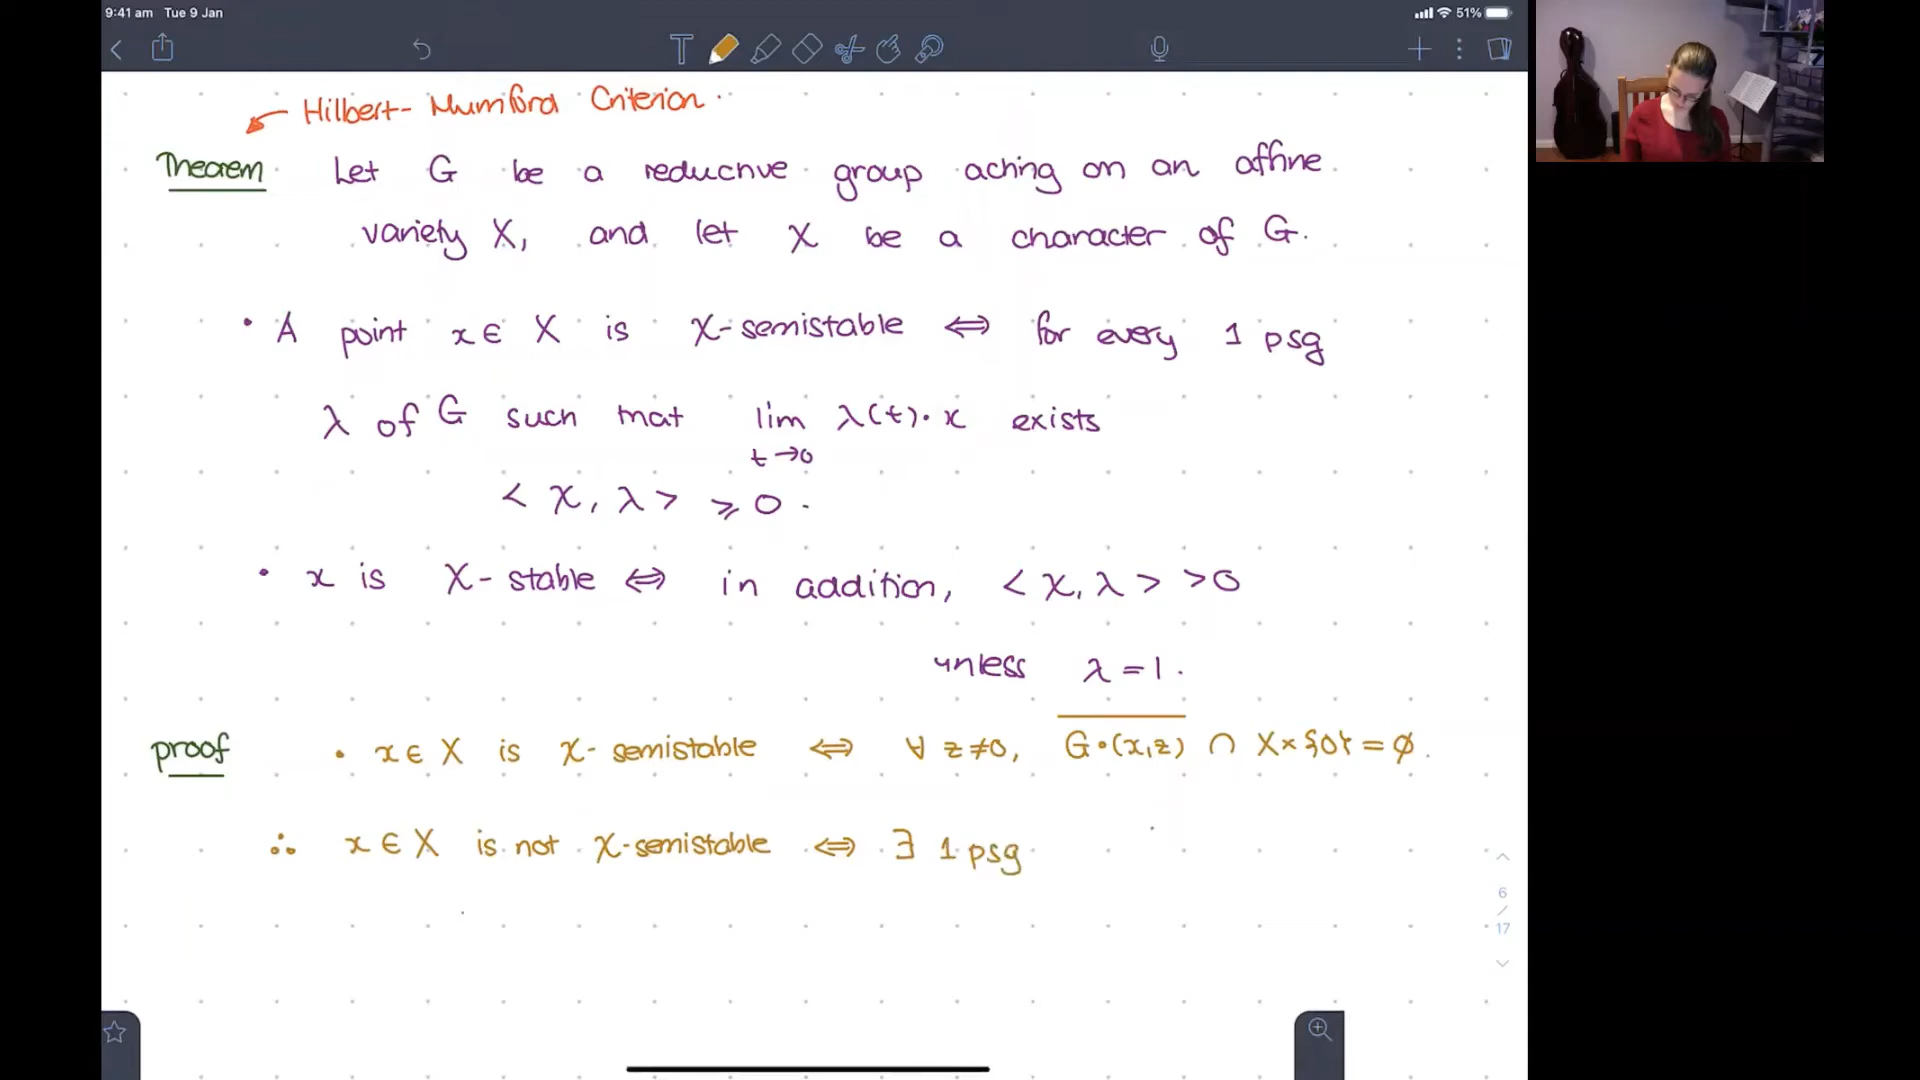 9:41 am Tue 9 Jan
51%
Hilbert-Mumford Criterion.
Theorem Let G be a reductive group acting on an affine
variety X, and let χ be a character of G.
• A point x ∈ X is χ-semistable ⇔ for every 1 psg
λ of G such that lim λ(t)·x exists
t→0
< χ, λ > ⩾ 0.
• x is χ-stable ⇔ in addition, < χ, λ > > 0
unless λ = 1.
proof • x ∈ X is χ-semistable ⇔ ∀ z≠0, \overline{G·(x,z)} ∩ X×{0} = ∅.
∴ x ∈ X is not χ-semistable ⇔ ∃ 1 psg
6
/
17